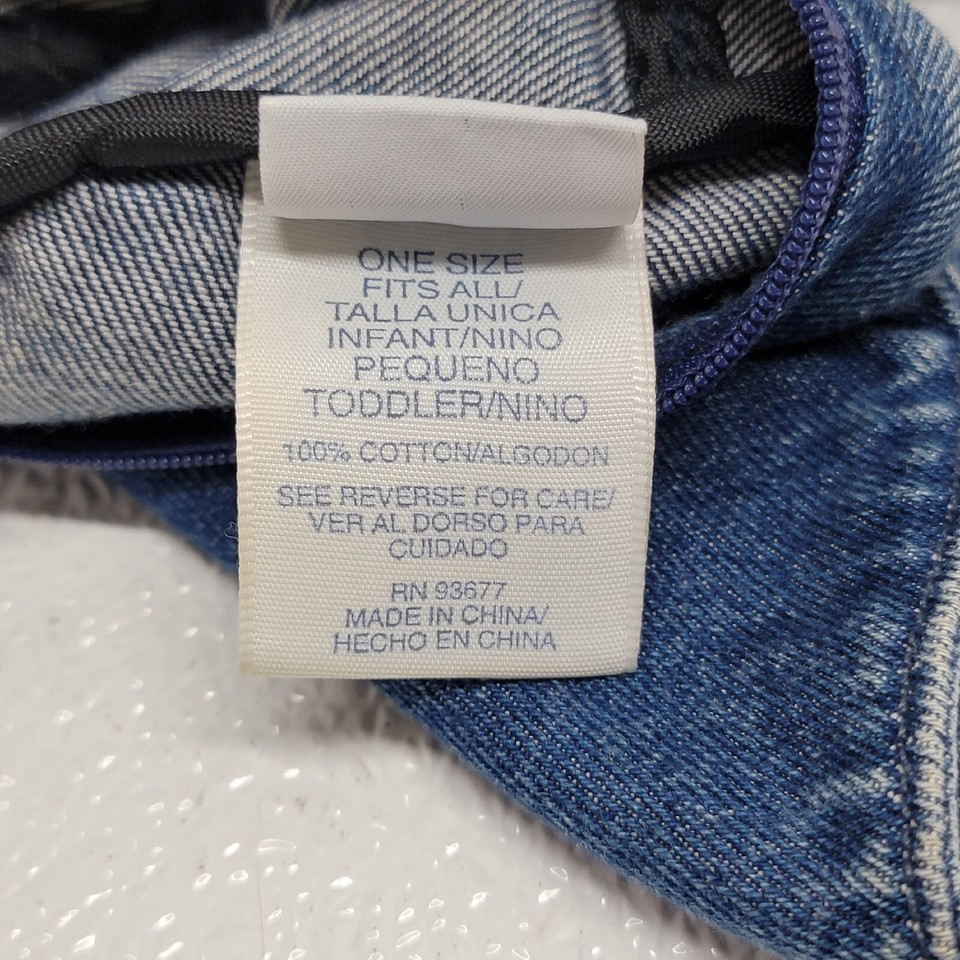 ONE SIZE
FITS ALL/
TALLA UNICA
INFANT/NINO
PEQUENO
TODDLER/NINO
100% COTTON/ALGODON
SEE REVERSE FOR CARE/
VER AL DORSO PARA
CUIDADO
RN 93677
MADE IN CHINA/
HECHO EN CHINA